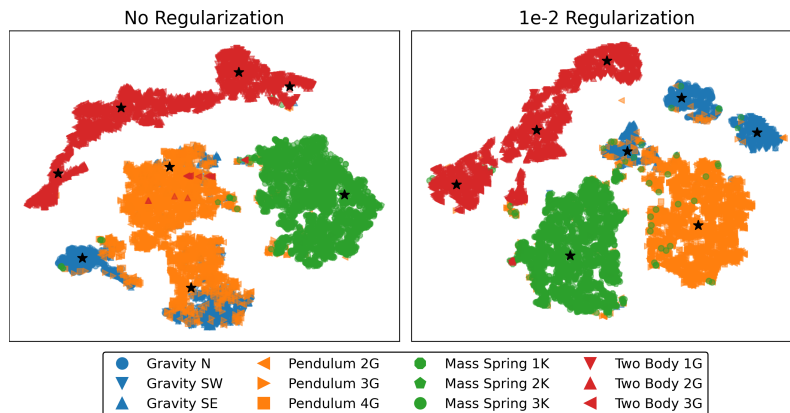 No Regularization
1e-2 Regularization
Gravity N Pendulum 2G Mass Spring 1K Two Body 1G
Gravity SW Pendulum 3G Mass Spring 2K Two Body 2G
Gravity SE Pendulum 4G Mass Spring 3K Two Body 3G